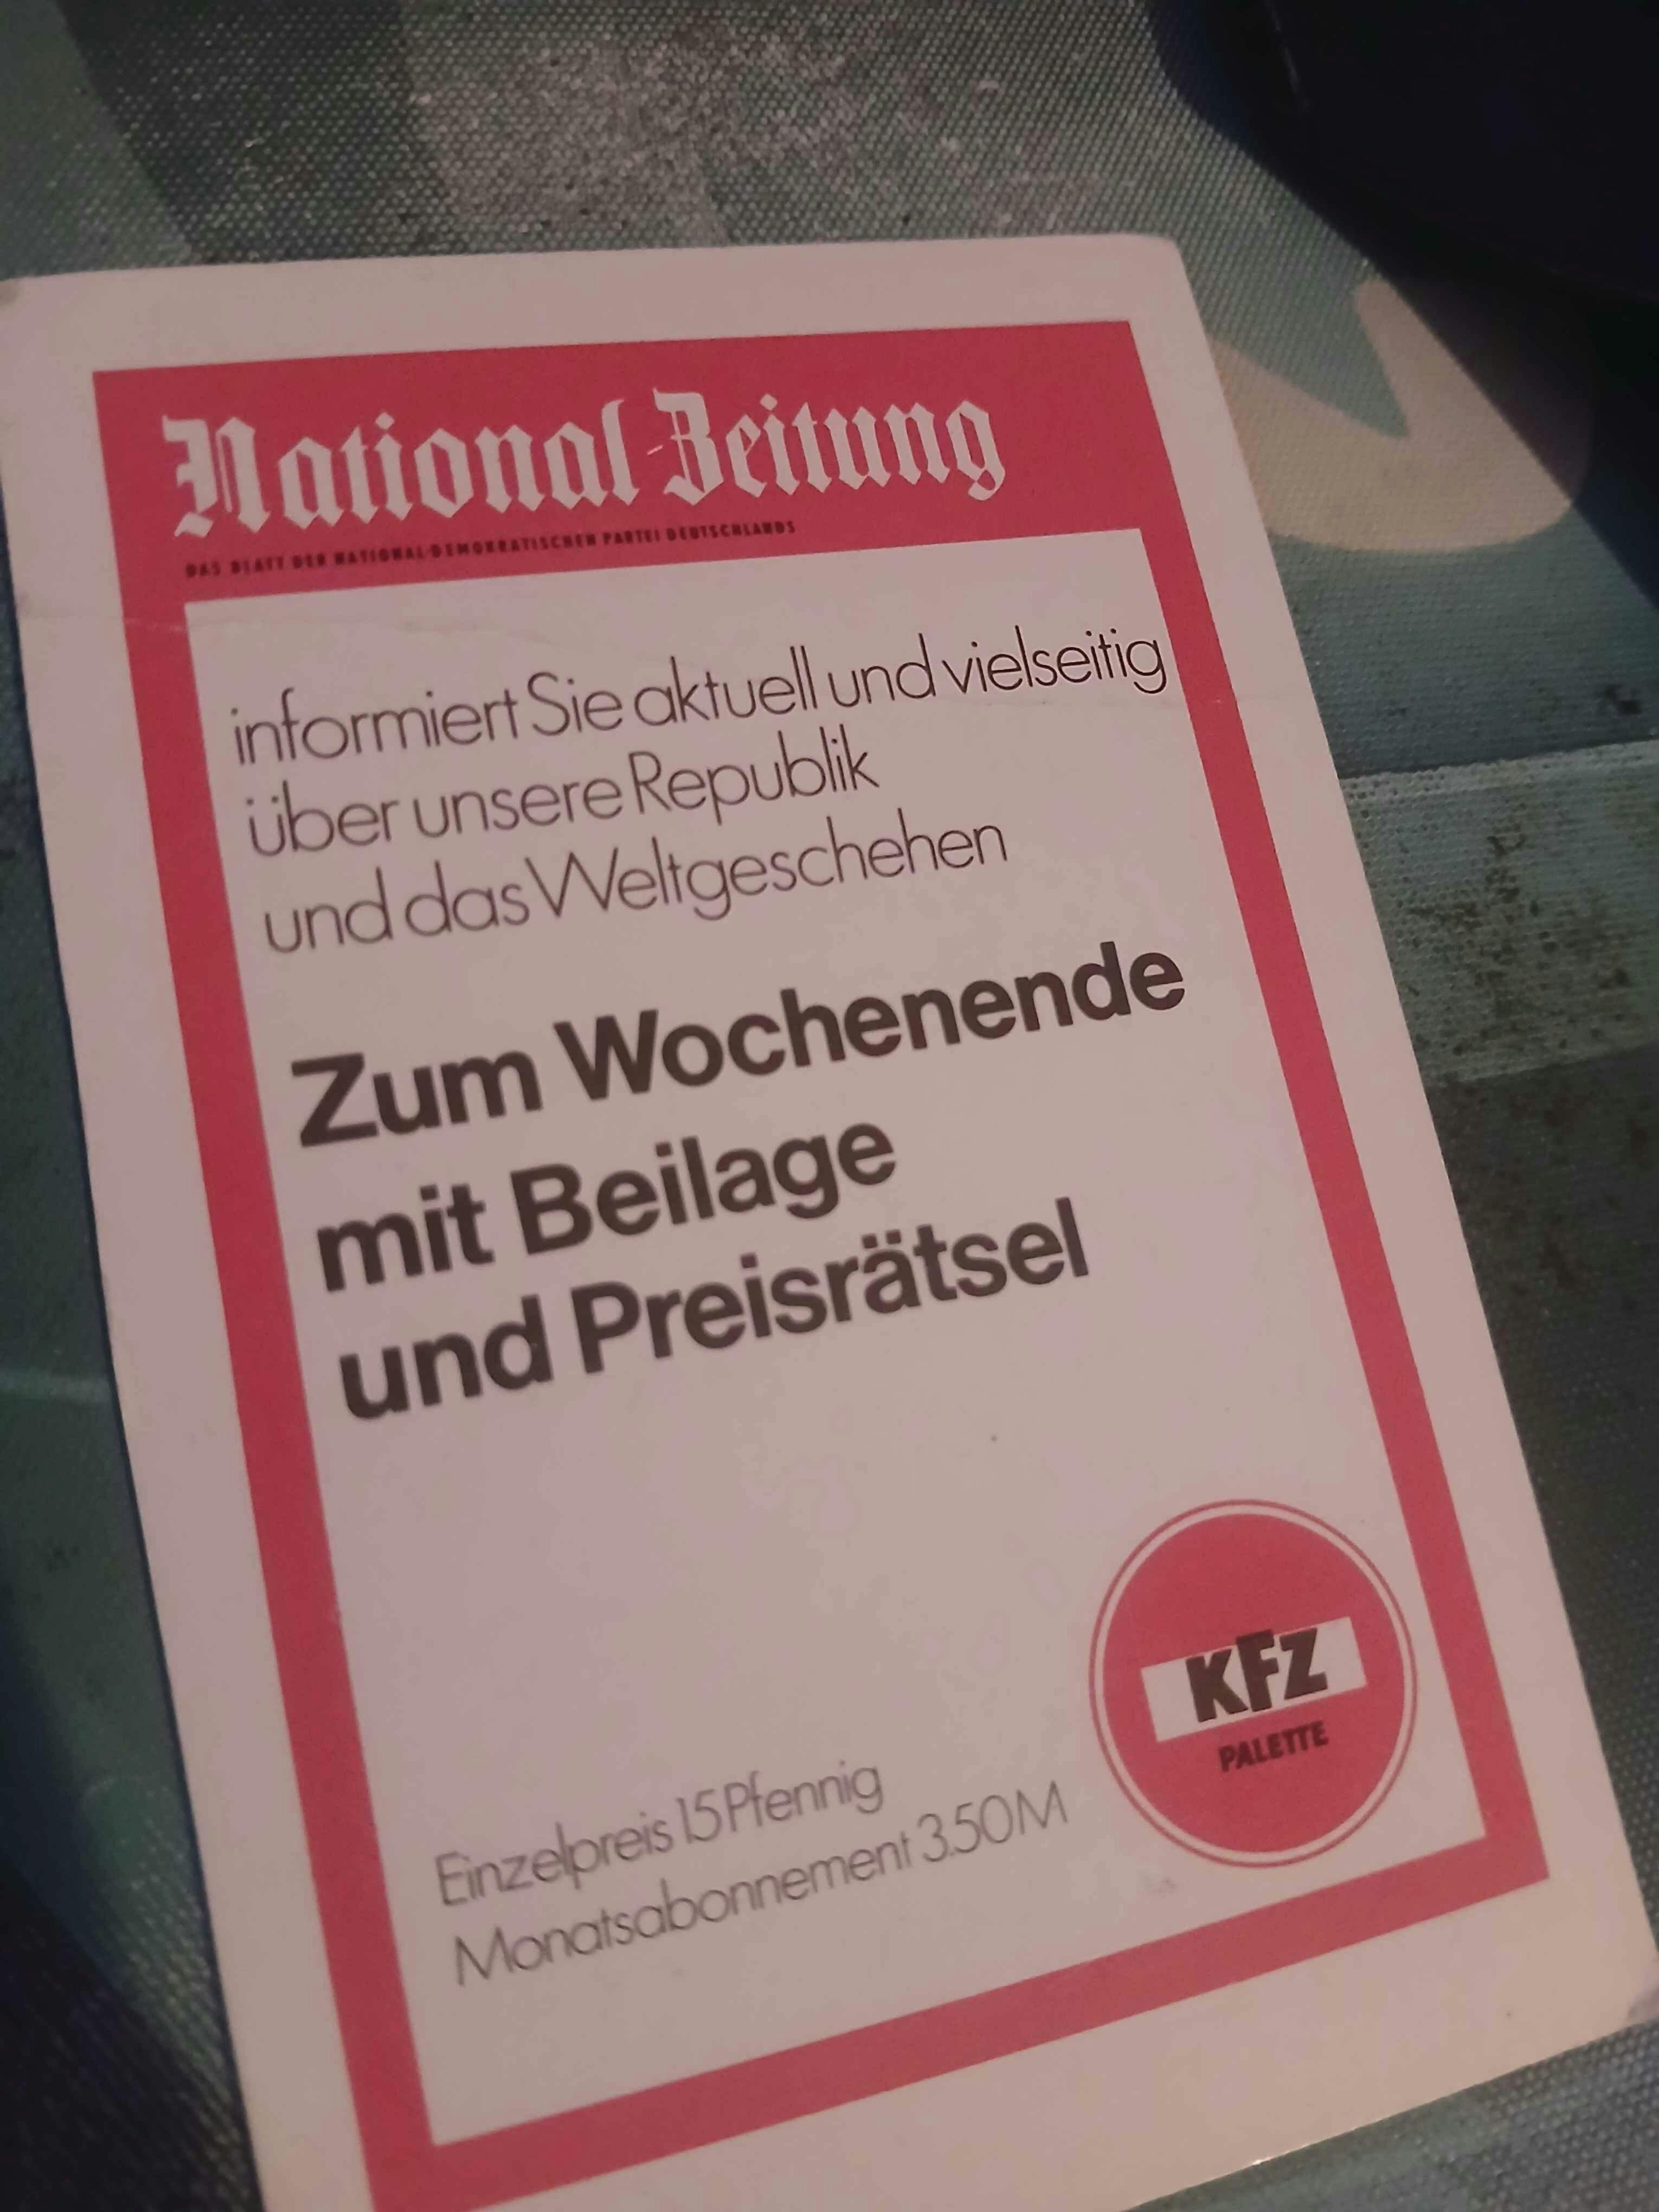 National-Zeitung
DAS BLATT DER NATIONAL-DEMOKRATISCHEN PARTEI DEUTSCHLANDS
informiert Sie aktuell und vielseitig
über unsere Republik
und das Weltgeschehen
Zum Wochenende
mit Beilage
und Preisrätsel
KFZ
PALETTE
Einzelpreis 15 Pfennig
Monatsabonnement 3.50 M